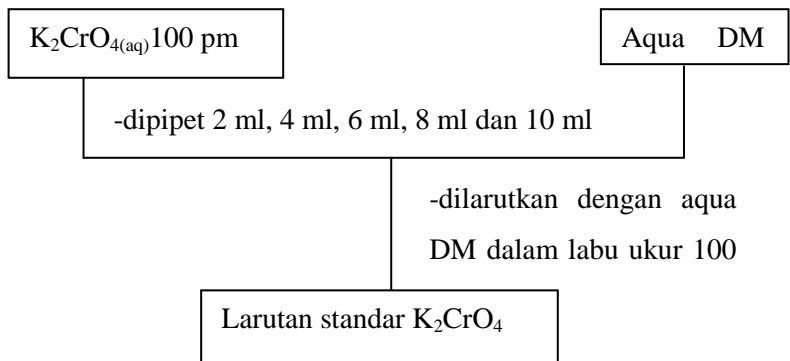 K₂CrO₄(aq)100 pm
Aqua DM
-dipipet 2 ml, 4 ml, 6 ml, 8 ml dan 10 ml
-dilarutkan dengan aqua
DM dalam labu ukur 100
Larutan standar K₂CrO₄